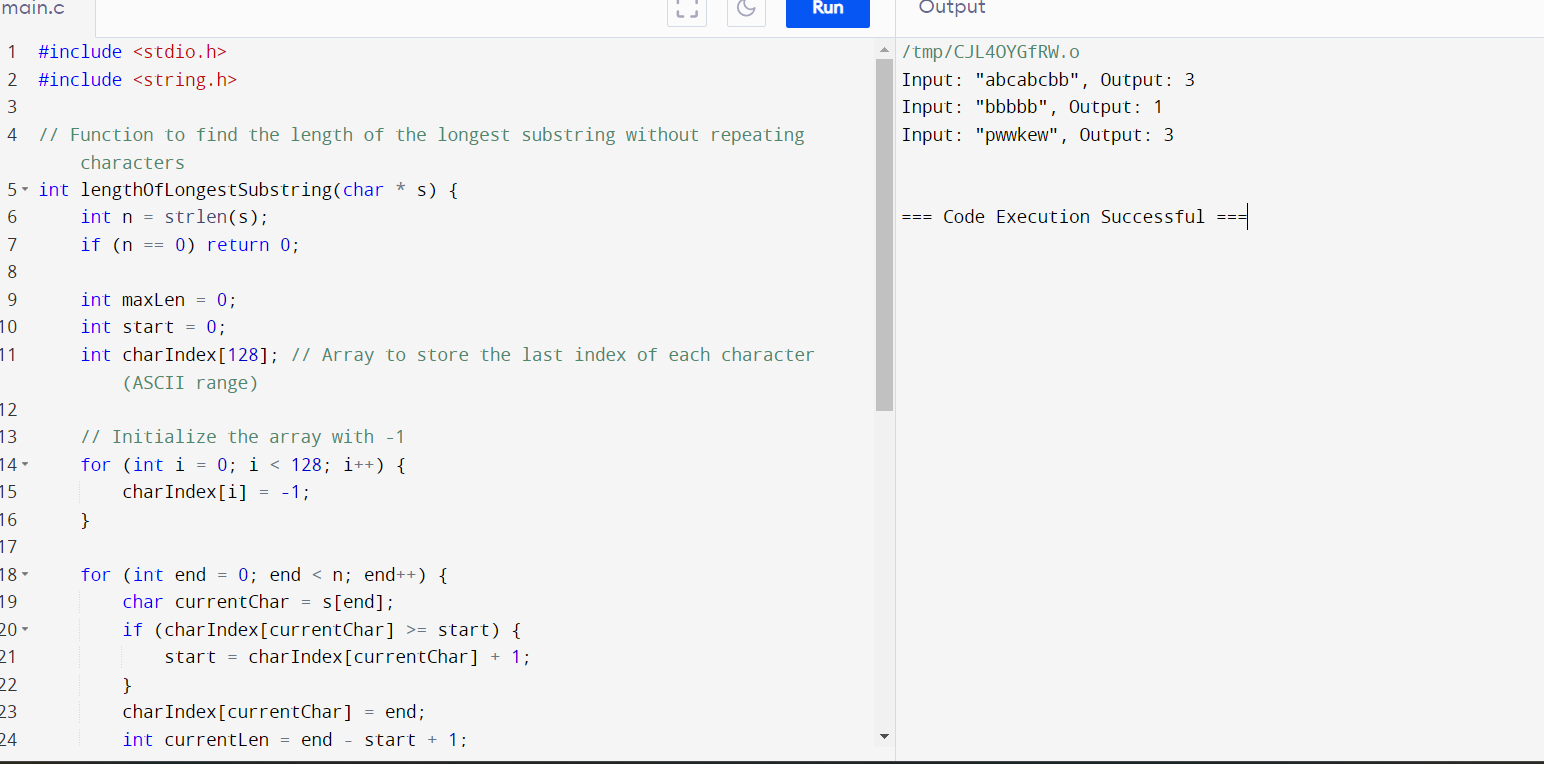 main.c
Run
Output
1 #include <stdio.h>
2 #include <string.h>
3
4 // Function to find the length of the longest substring without repeating
characters
5 int lengthOfLongestSubstring(char * s) {
6 int n = strlen(s);
7 if (n == 0) return 0;
8
9 int maxLen = 0;
10 int start = 0;
11 int charIndex[128]; // Array to store the last index of each character
(ASCII range)
12
13 // Initialize the array with -1
14 for (int i = 0; i < 128; i++) {
15 charIndex[i] = -1;
16 }
17
18 for (int end = 0; end < n; end++) {
19 char currentChar = s[end];
20 if (charIndex[currentChar] >= start) {
21 start = charIndex[currentChar] + 1;
22 }
23 charIndex[currentChar] = end;
24 int currentLen = end - start + 1;
/tmp/CJL4OYGfRW.o
Input: "abcabcbb", Output: 3
Input: "bbbbb", Output: 1
Input: "pwwkew", Output: 3
=== Code Execution Successful ===